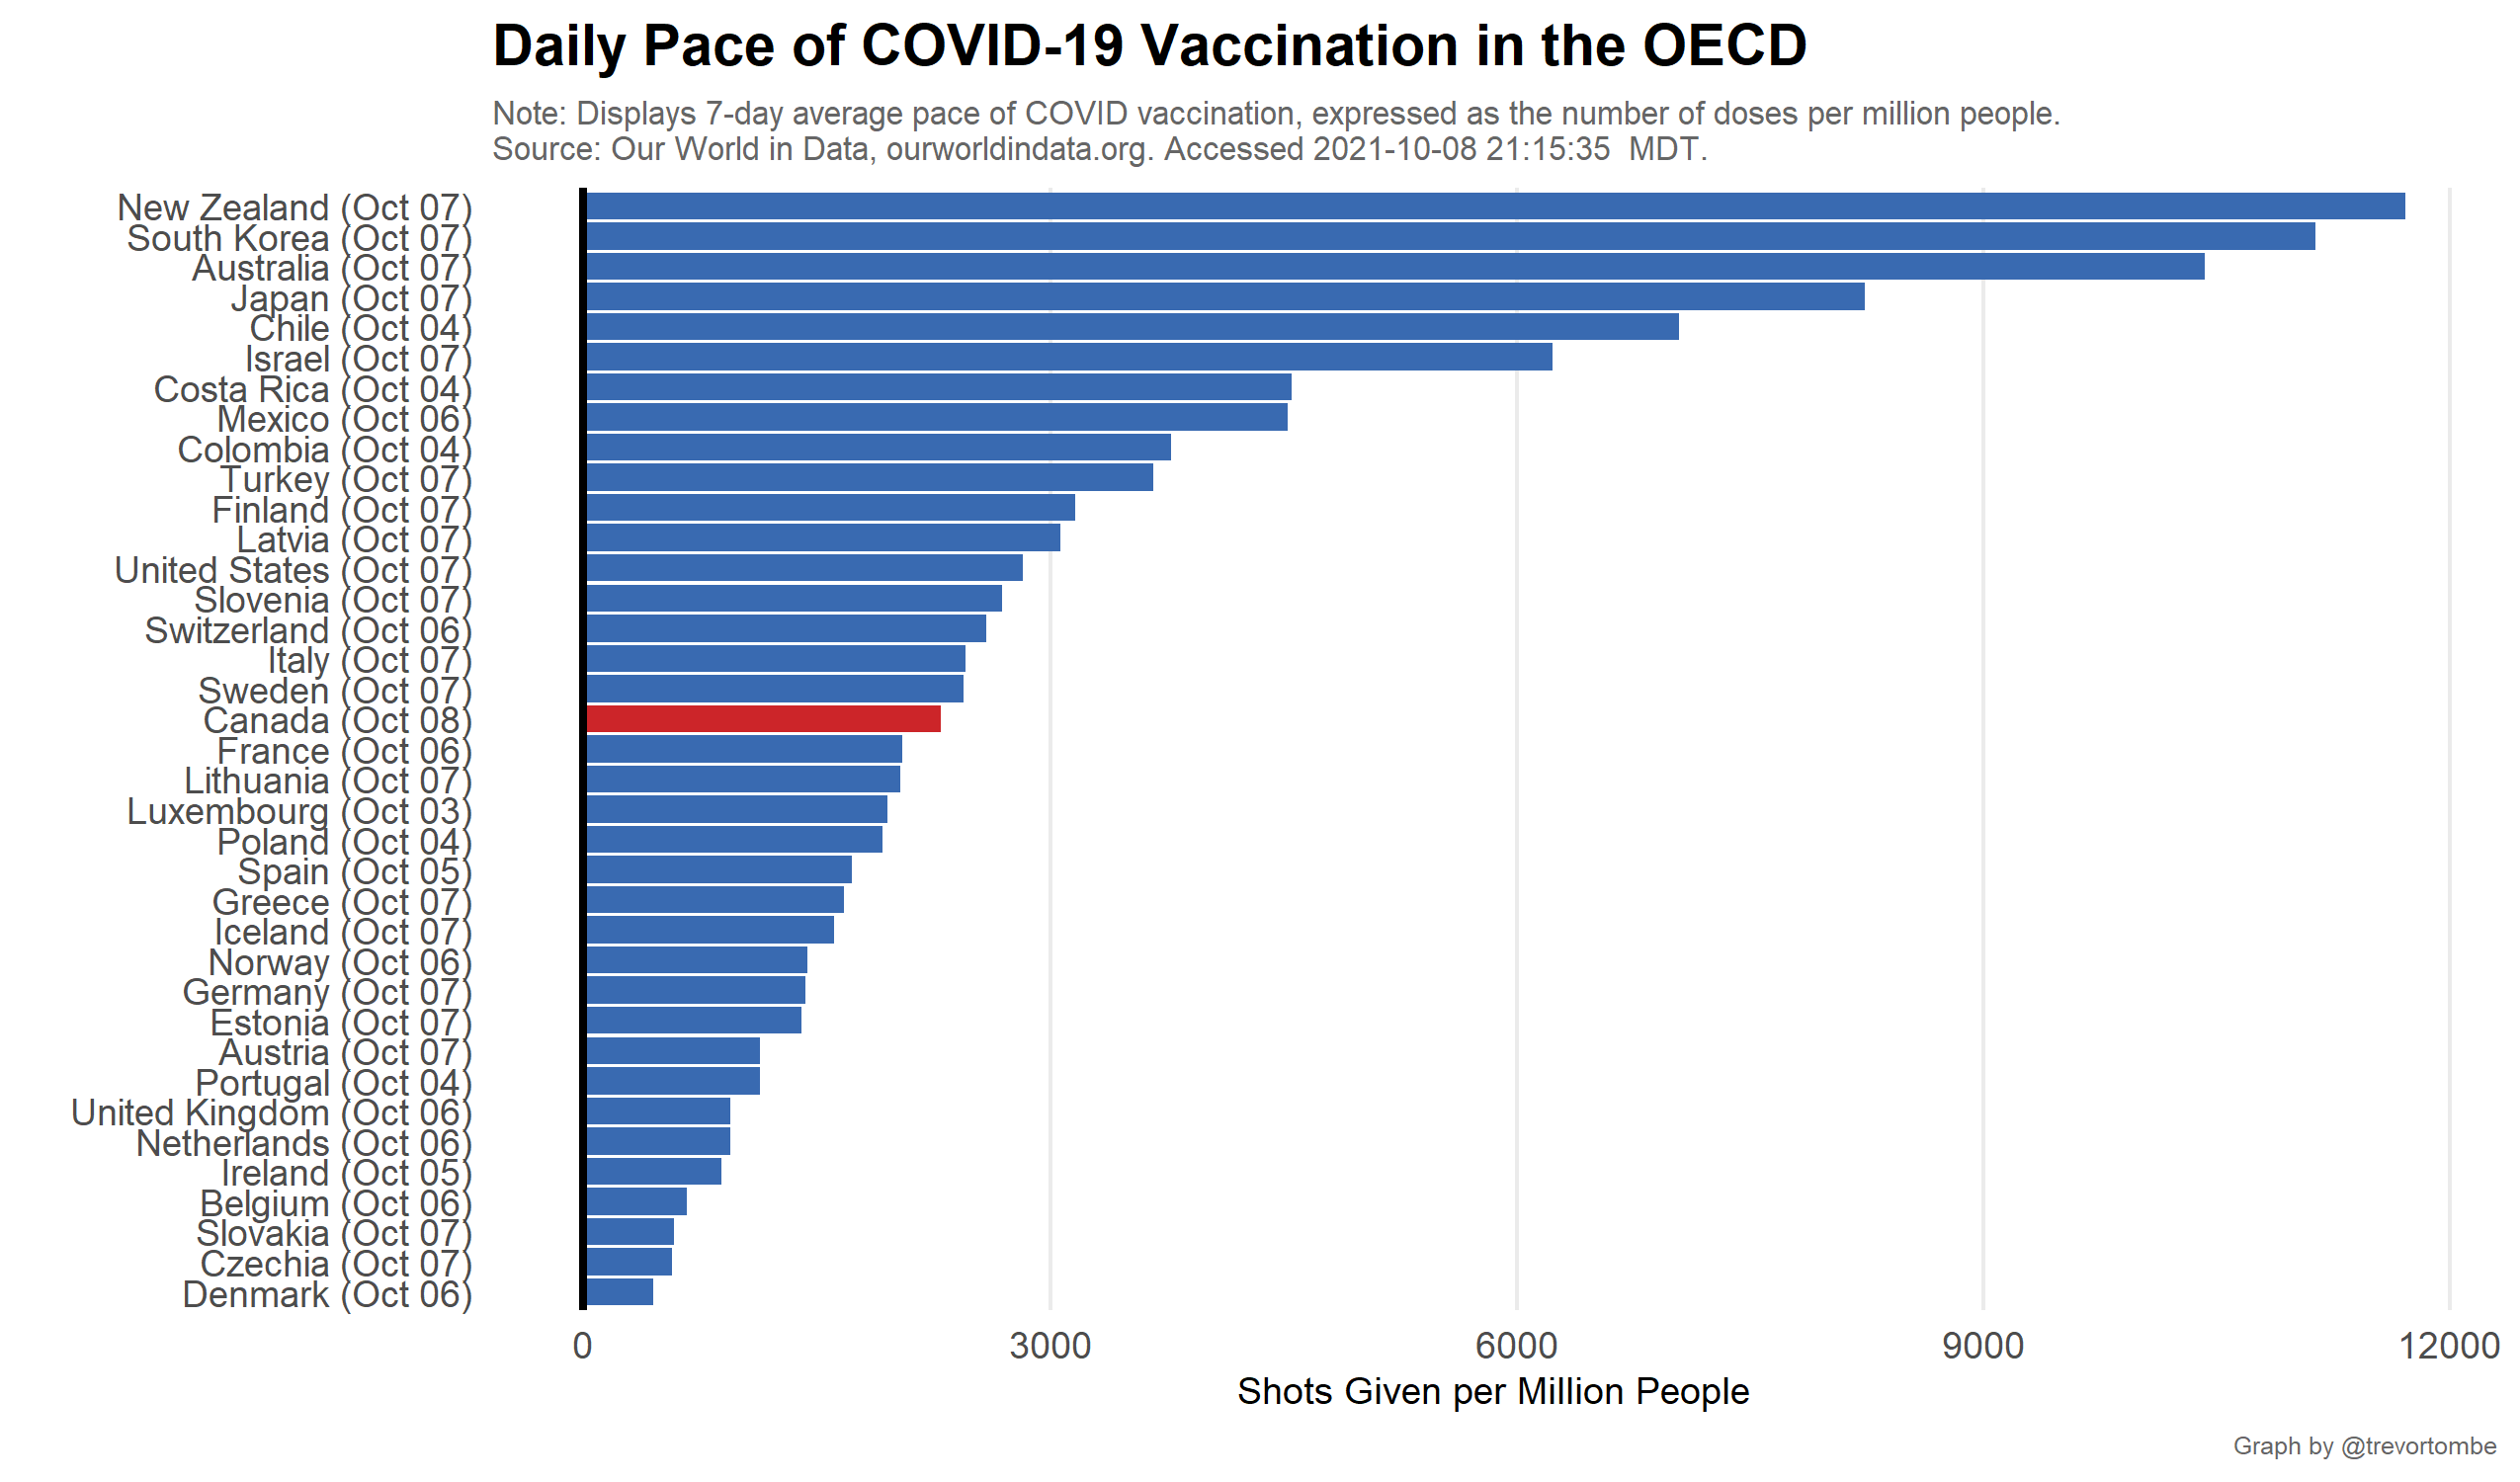 Daily Pace of COVID-19 Vaccination in the OECD
Note: Displays 7-day average pace of COVID vaccination, expressed as the number of doses per million people.
Source: Our World in Data, ourworldindata.org. Accessed 2021-10-08 21:15:35  MDT.
New Zealand (Oct 07)
South Korea (Oct 07)
Australia (Oct 07)
Japan (Oct 07)
Chile (Oct 04)
Israel (Oct 07)
Costa Rica (Oct 04)
Mexico (Oct 06)
Colombia (Oct 04)
Turkey (Oct 07)
Finland (Oct 07)
Latvia (Oct 07)
United States (Oct 07)
Slovenia (Oct 07)
Switzerland (Oct 06)
Italy (Oct 07)
Sweden (Oct 07)
Canada (Oct 08)
France (Oct 06)
Lithuania (Oct 07)
Luxembourg (Oct 03)
Poland (Oct 04)
Spain (Oct 05)
Greece (Oct 07)
Iceland (Oct 07)
Norway (Oct 06)
Germany (Oct 07)
Estonia (Oct 07)
Austria (Oct 07)
Portugal (Oct 04)
United Kingdom (Oct 06)
Netherlands (Oct 06)
Ireland (Oct 05)
Belgium (Oct 06)
Slovakia (Oct 07)
Czechia (Oct 07)
Denmark (Oct 06)
0 3000 6000 9000 12000
Shots Given per Million People
Graph by @trevortombe